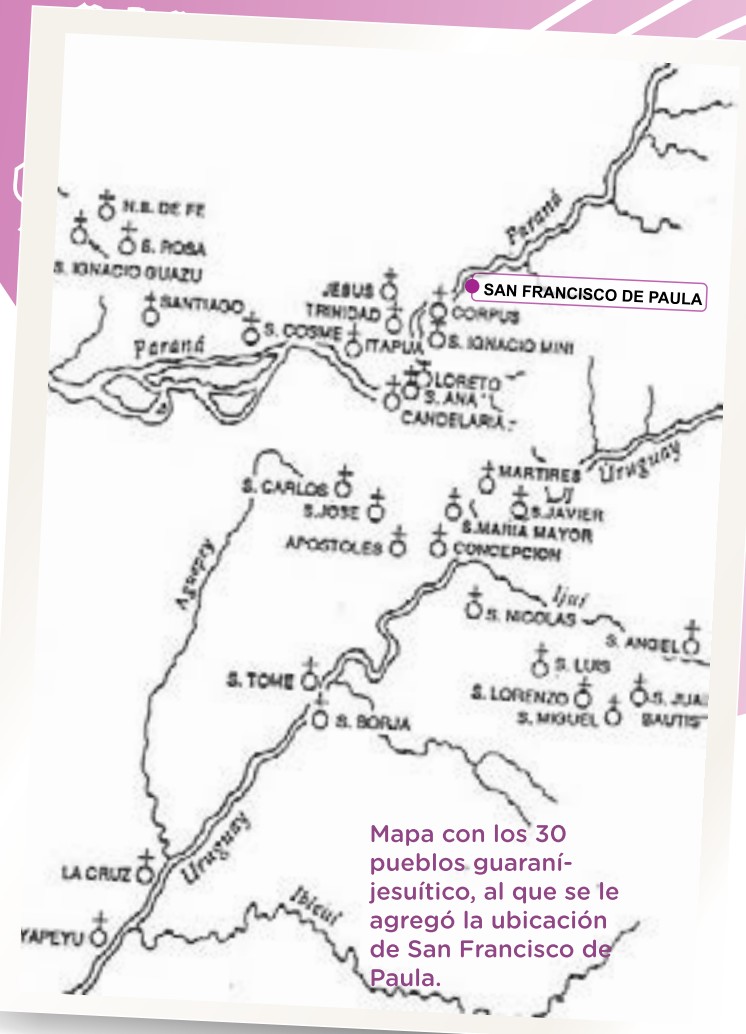 Paraná
N.S. DE FE
S. ROSA
S. IGNACIO GUAZU
JESUS
SAN FRANCISCO DE PAULA
SANTIAGO
TRINIDAD
CORPUS
S. COSME
ITAPUA
S. IGNACIO MINI
Paraná
LORETO
S. ANA
CANDELARIA
MARTIRES
Uruguay
S. CARLOS
S. JOSE
S. JAVIER
S. MARIA MAYOR
APOSTOLES
CONCEPCION
Aguapey
Ijuí
S. NICOLAS
S. ANGEL
S. LUIS
S. TOME
S. LORENZO
S. JUA
S. MIGUEL
BAUTIS
S. BORJA
Uruguay
LA CRUZ
Ibicuí
YAPEYU
Mapa con los 30
pueblos guaraní-
jesuítico, al que se le
agregó la ubicación
de San Francisco de
Paula.